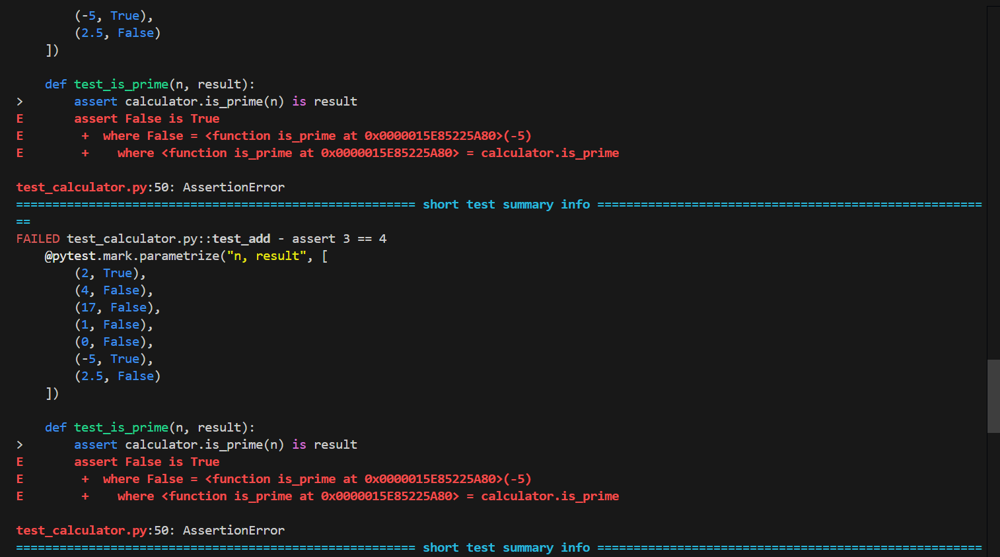 (-5, True),
        (2.5, False)
    ])

    def test_is_prime(n, result):
>       assert calculator.is_prime(n) is result
E       assert False is True
E        +  where False = <function is_prime at 0x0000015E85225A80>(-5)
E        +    where <function is_prime at 0x0000015E85225A80> = calculator.is_prime

test_calculator.py:50: AssertionError
======================================================= short test summary info =====================================================
==
FAILED test_calculator.py::test_add - assert 3 == 4
    @pytest.mark.parametrize("n, result", [
        (2, True),
        (4, False),
        (17, False),
        (1, False),
        (0, False),
        (-5, True),
        (2.5, False)
    ])

    def test_is_prime(n, result):
>       assert calculator.is_prime(n) is result
E       assert False is True
E        +  where False = <function is_prime at 0x0000015E85225A80>(-5)
E        +    where <function is_prime at 0x0000015E85225A80> = calculator.is_prime

test_calculator.py:50: AssertionError
======================================================= short test summary info =====================================================